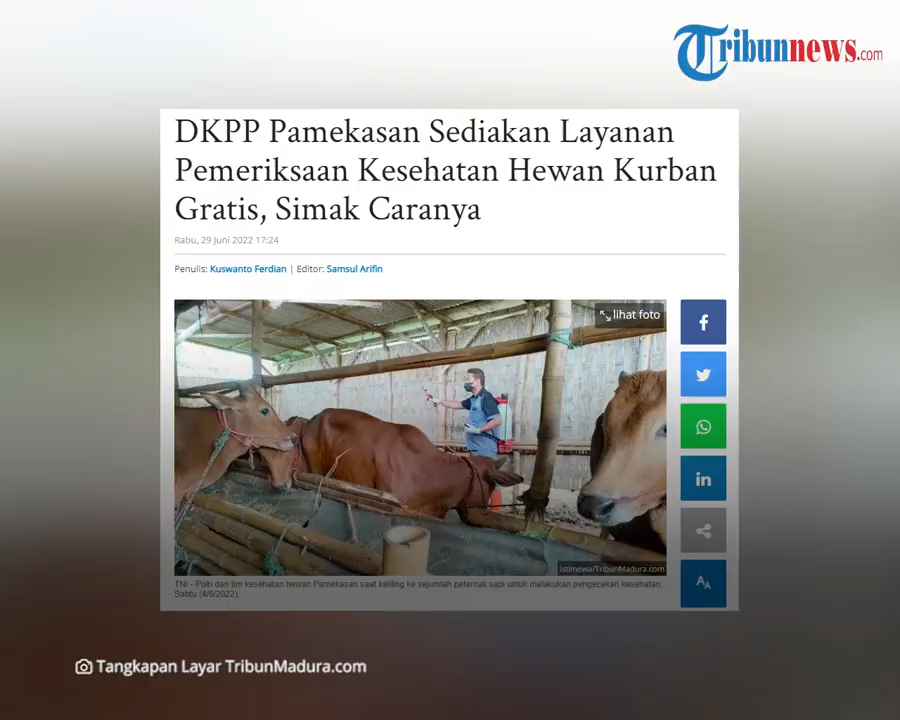 Tribunnews.com
DKPP Pamekasan Sediakan Layanan
Pemeriksaan Kesehatan Hewan Kurban
Gratis, Simak Caranya
Rabu, 29 Juni 2022 17:24
Penulis: Kuswanto Ferdian | Editor: Samsul Arifin
lihat foto
Istimewa/TribunMadura.com
TNI - Polri dan tim kesehatan hewan Pamekasan saat keliling ke sejumlah peternak sapi untuk melakukan pengecekan kesehatan,
Sabtu (4/6/2022).
Tangkapan Layar TribunMadura.com